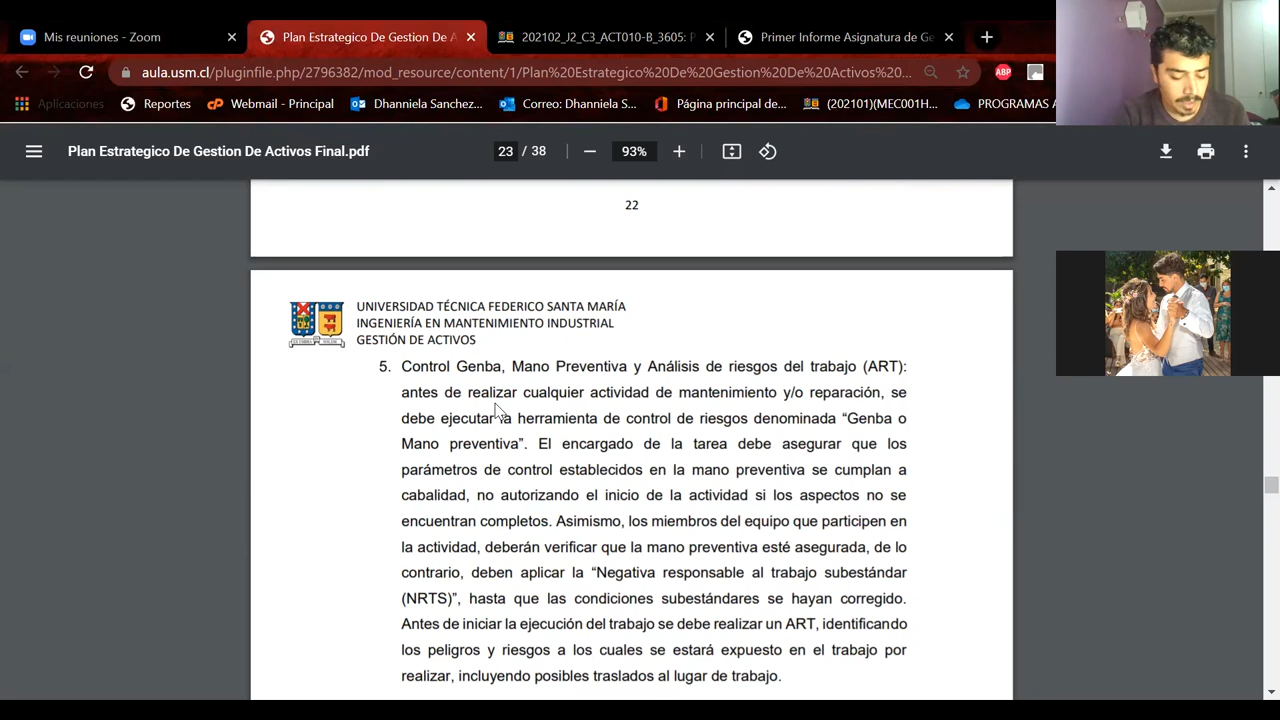 Mis reuniones - Zoom
Plan Estrategico De Gestion De A
202102_J2_C3_ACT010-B_3605: P
Primer Informe Asignatura de Ge
aula.usm.cl/pluginfile.php/2796382/mod_resource/content/1/Plan%20Estrategico%20De%20Gestion%20De%20Activos%20...
ABP
Aplicaciones
Reportes
Webmail - Principal
Dhanniela Sanchez...
Correo: Dhanniela S...
Página principal de...
(202101)(MEC001H...
PROGRAMAS A
Plan Estrategico De Gestion De Activos Final.pdf
23 / 38
93%
22
UNIVERSIDAD TÉCNICA FEDERICO SANTA MARÍA
INGENIERÍA EN MANTENIMIENTO INDUSTRIAL
GESTIÓN DE ACTIVOS
5. Control Genba, Mano Preventiva y Análisis de riesgos del trabajo (ART):
antes de realizar cualquier actividad de mantenimiento y/o reparación, se
debe ejecutar la herramienta de control de riesgos denominada “Genba o
Mano preventiva”. El encargado de la tarea debe asegurar que los
parámetros de control establecidos en la mano preventiva se cumplan a
cabalidad, no autorizando el inicio de la actividad si los aspectos no se
encuentran completos. Asimismo, los miembros del equipo que participen en
la actividad, deberán verificar que la mano preventiva esté asegurada, de lo
contrario, deben aplicar la “Negativa responsable al trabajo subestándar
(NRTS)”, hasta que las condiciones subestándares se hayan corregido.
Antes de iniciar la ejecución del trabajo se debe realizar un ART, identificando
los peligros y riesgos a los cuales se estará expuesto en el trabajo por
realizar, incluyendo posibles traslados al lugar de trabajo.